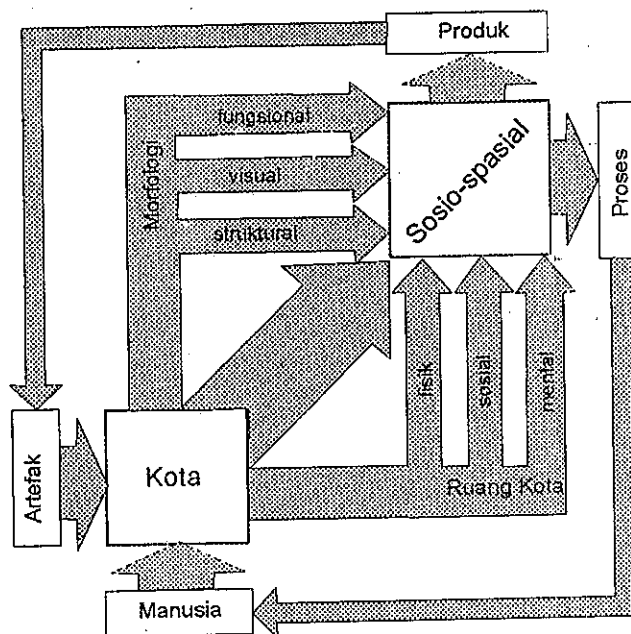 Produk
fungsional
visual
struktural
Morfologi
Sosio-spasial
Proses
fisik
sosial
mental
Artefak
Kota
Ruang Kota
Manusia